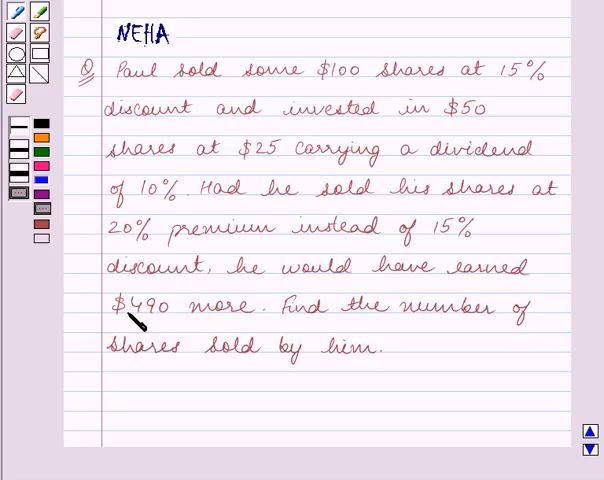 NEHA
Q Paul sold some $100 shares at 15%
discount and invested in $50
shares at $25 carrying a dividend
of 10%. Had he sold his shares at
20% premium instead of 15%
discount, he would have earned
$490 more. Find the number of
shares sold by him.